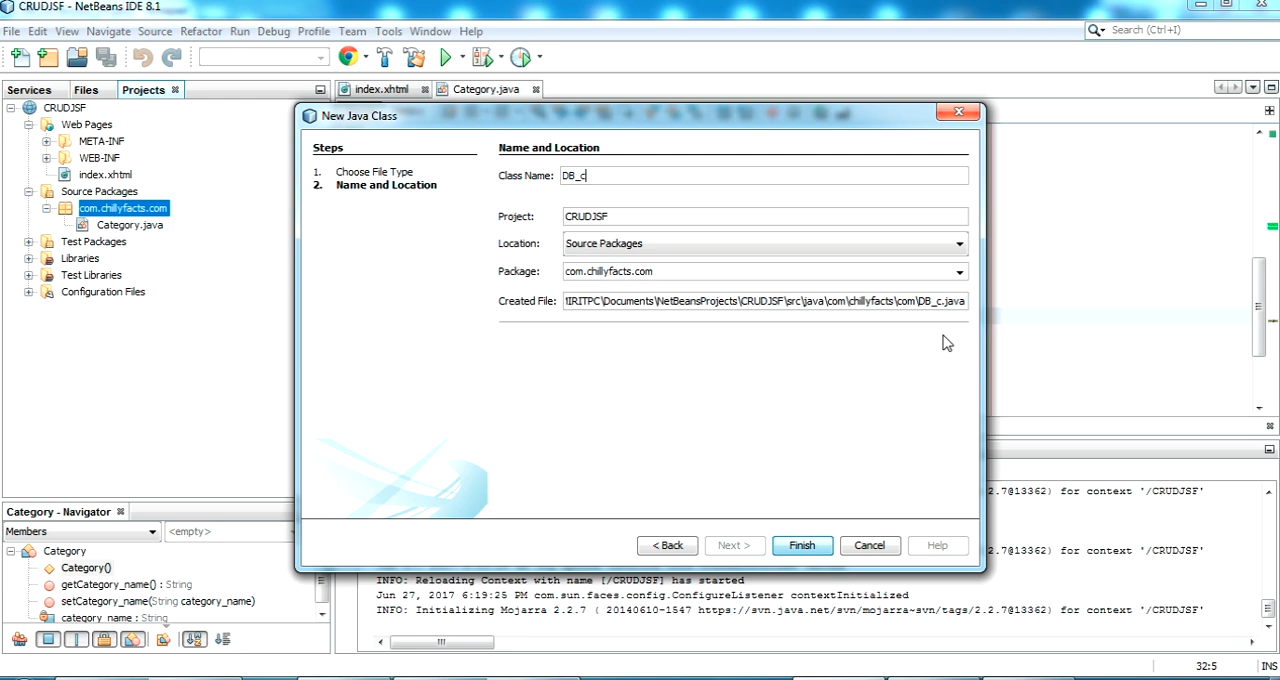 CRUDJSF - NetBeans IDE 8.1
File Edit View Navigate Source Refactor Run Debug Profile Team Tools Window Help
Search (Ctrl+I)
Services Files Projects
index.xhtml Category.java
CRUDJSF
Web Pages
META-INF
WEB-INF
index.xhtml
Source Packages
com.chillyfacts.com
Category.java
Test Packages
Libraries
Test Libraries
Configuration Files
New Java Class
Steps
1. Choose File Type
2. Name and Location
Name and Location
Class Name: DB_c
Project: CRUDJSF
Location: Source Packages
Package: com.chillyfacts.com
Created File: \IRITPC\Documents\NetBeansProjects\CRUDJSF\src\java\com\chillyfacts\com\DB_c.java
< Back Next > Finish Cancel Help
Category - Navigator
Members <empty>
Category
Category()
getCategory_name() : String
setCategory_name(String category_name)
category_name : String
2.7@13362) for context '/CRUDJSF'
2.7@13362) for context '/CRUDJSF'
INFO: Reloading Context with name [/CRUDJSF] has started
Jun 27, 2017 6:19:25 PM com.sun.faces.config.ConfigureListener contextInitialized
INFO: Initializing Mojarra 2.2.7 ( 20140610-1547 https://svn.java.net/svn/mojarra~svn/tags/2.2.7@13362) for context '/CRUDJSF'
32:5 INS